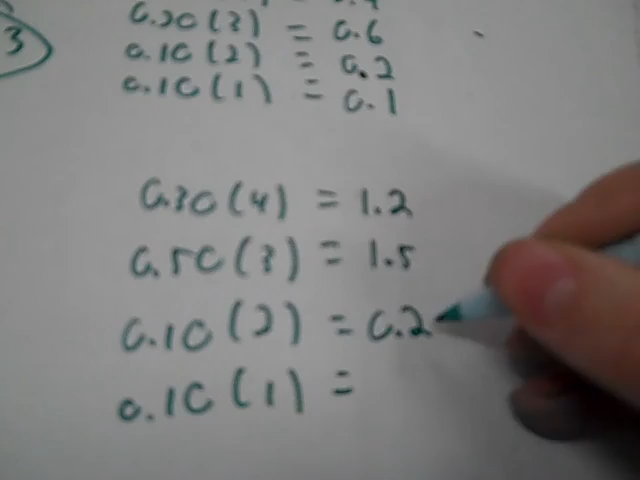 3
0.20(3) = 0.6
0.10(2) = 0.2
0.10(1) = 0.1
0.30(4) = 1.2
0.50(3) = 1.5
0.10(2) = 0.2
0.10(1) =